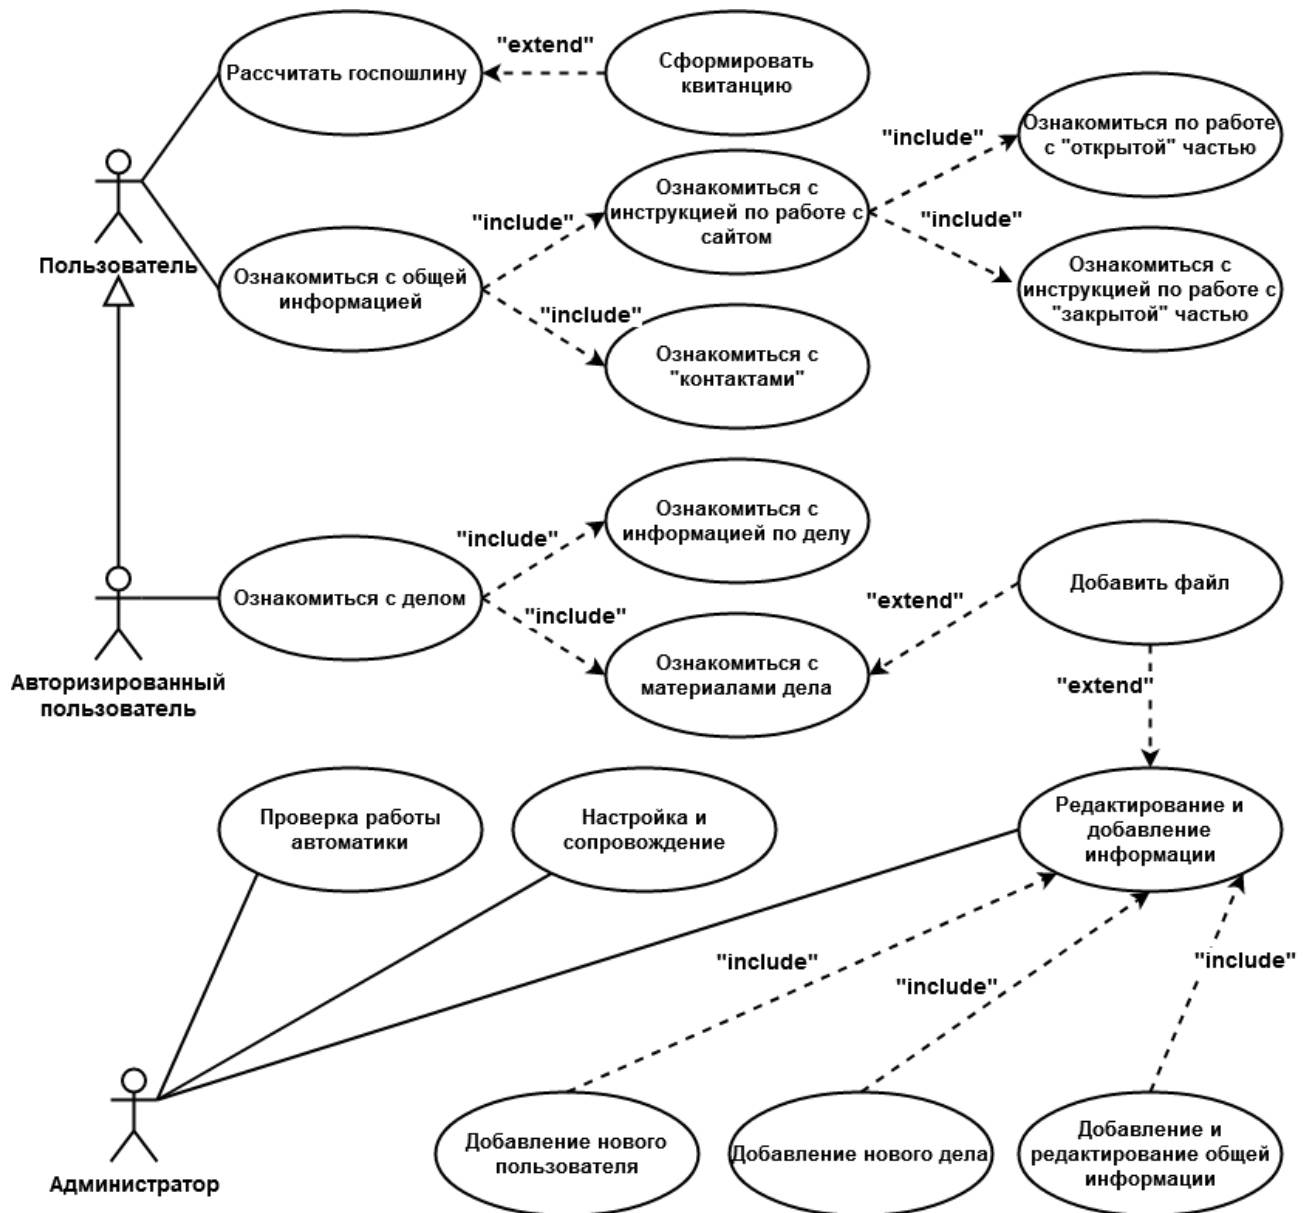 Рассчитать госпошлину
"extend"
Сформировать
квитанцию
"include"
Ознакомиться по работе
с "открытой" частью
Пользователь
Ознакомиться с общей
информацией
"include"
Ознакомиться с
инструкцией по работе с
сайтом
"include"
Ознакомиться с
инструкцией по работе с
"закрытой" частью
"include"
Ознакомиться с
"контактами"
Авторизированный
пользователь
Ознакомиться с делом
"include"
Ознакомиться с
информацией по делу
"include"
Ознакомиться с
материалами дела
"extend"
Добавить файл
"extend"
Проверка работы
автоматики
Настройка и
сопровождение
Редактирование и
добавление
информации
"include"
"include"
"include"
Администратор
Добавление нового
пользователя
Добавление нового дела
Добавление и
редактирование общей
информации